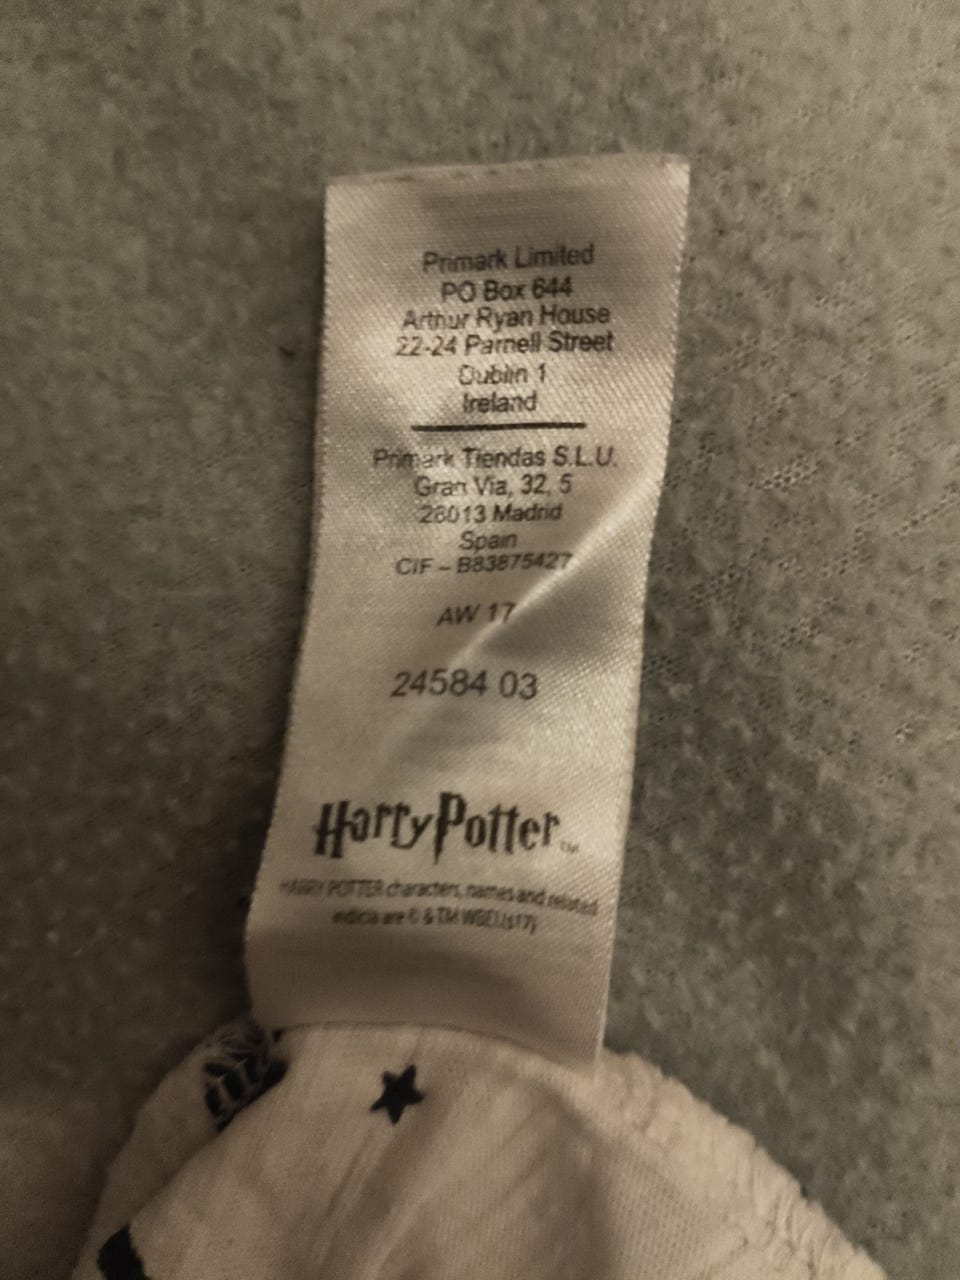 Primark Limited
PO Box 644
Arthur Ryan House
22-24 Parnell Street
Dublin 1
Ireland
Primark Tiendas S.L.U.
Gran Via, 32, 5
28013 Madrid
Spain
CIF – B83875427
AW 17
24584 03
Harry Potter TM
HARRY POTTER characters, names and related
indicia are © & TM WBEI. (s17)